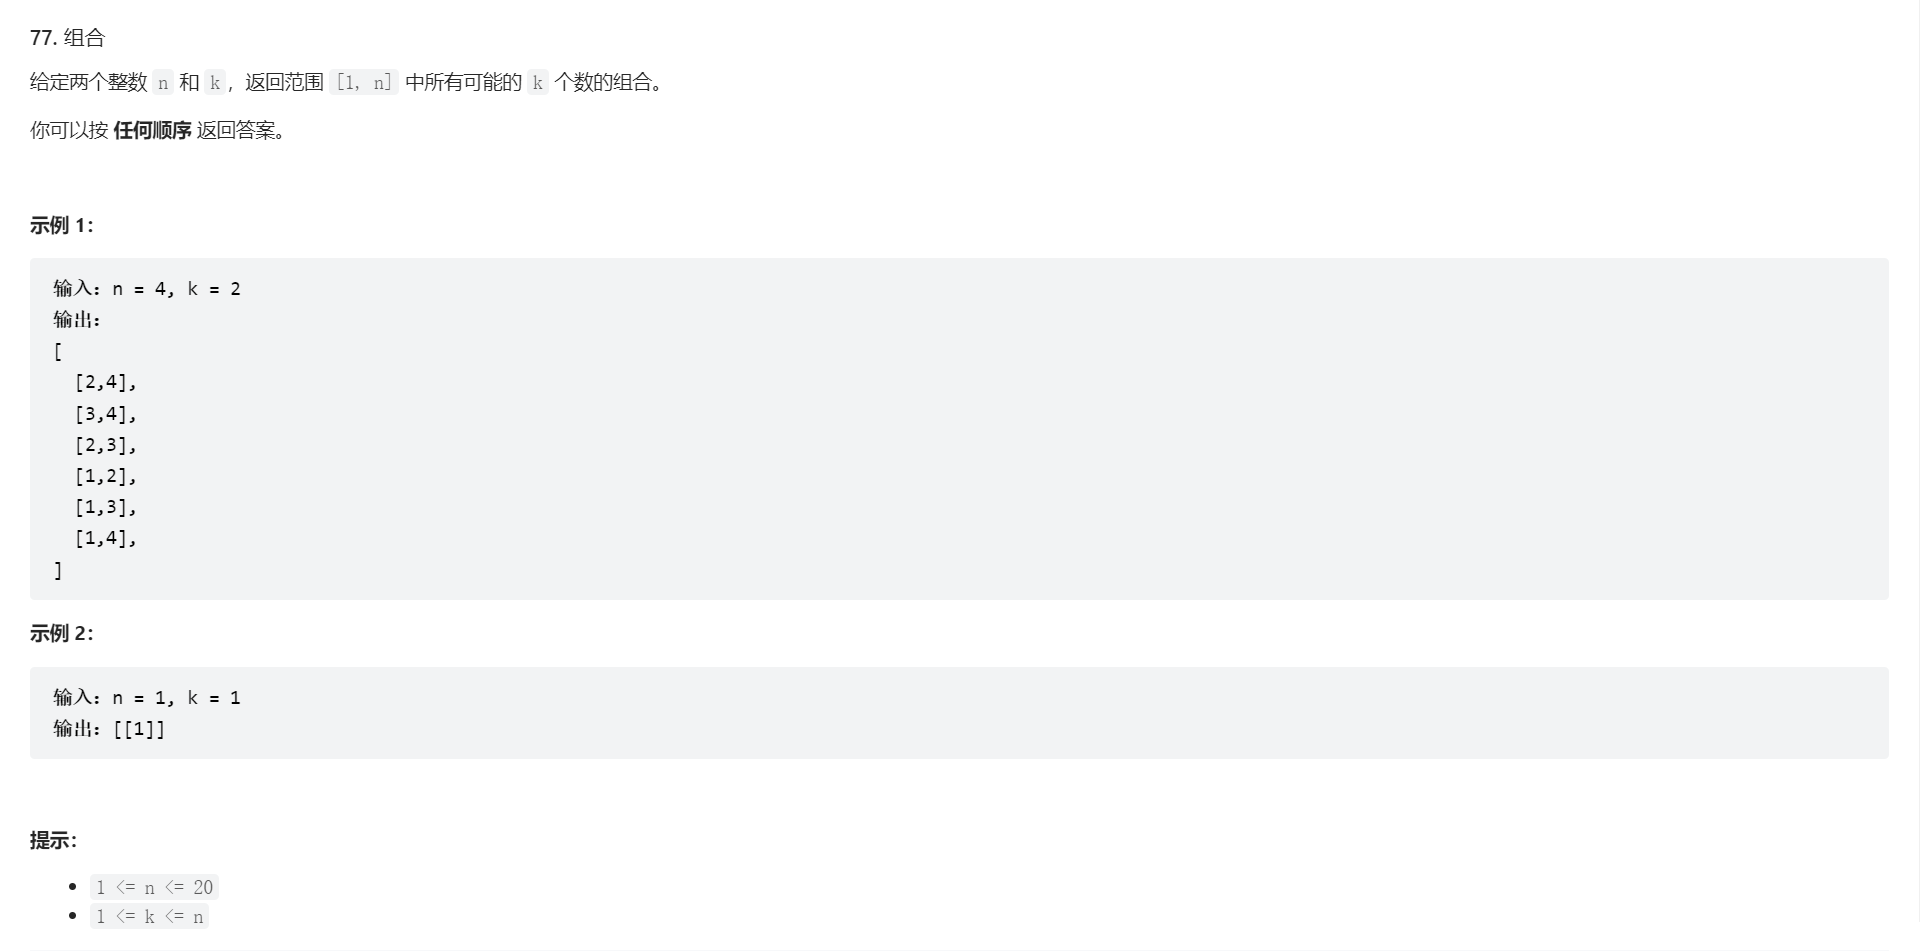 77. 组合
给定两个整数 n 和 k，返回范围 [1, n] 中所有可能的 k 个数的组合。
你可以按 任何顺序 返回答案。
示例 1：
输入：n = 4, k = 2
输出：
[
  [2,4],
  [3,4],
  [2,3],
  [1,2],
  [1,3],
  [1,4],
]
示例 2：
输入：n = 1, k = 1
输出：[[1]]
提示：
• 1 <= n <= 20
• 1 <= k <= n